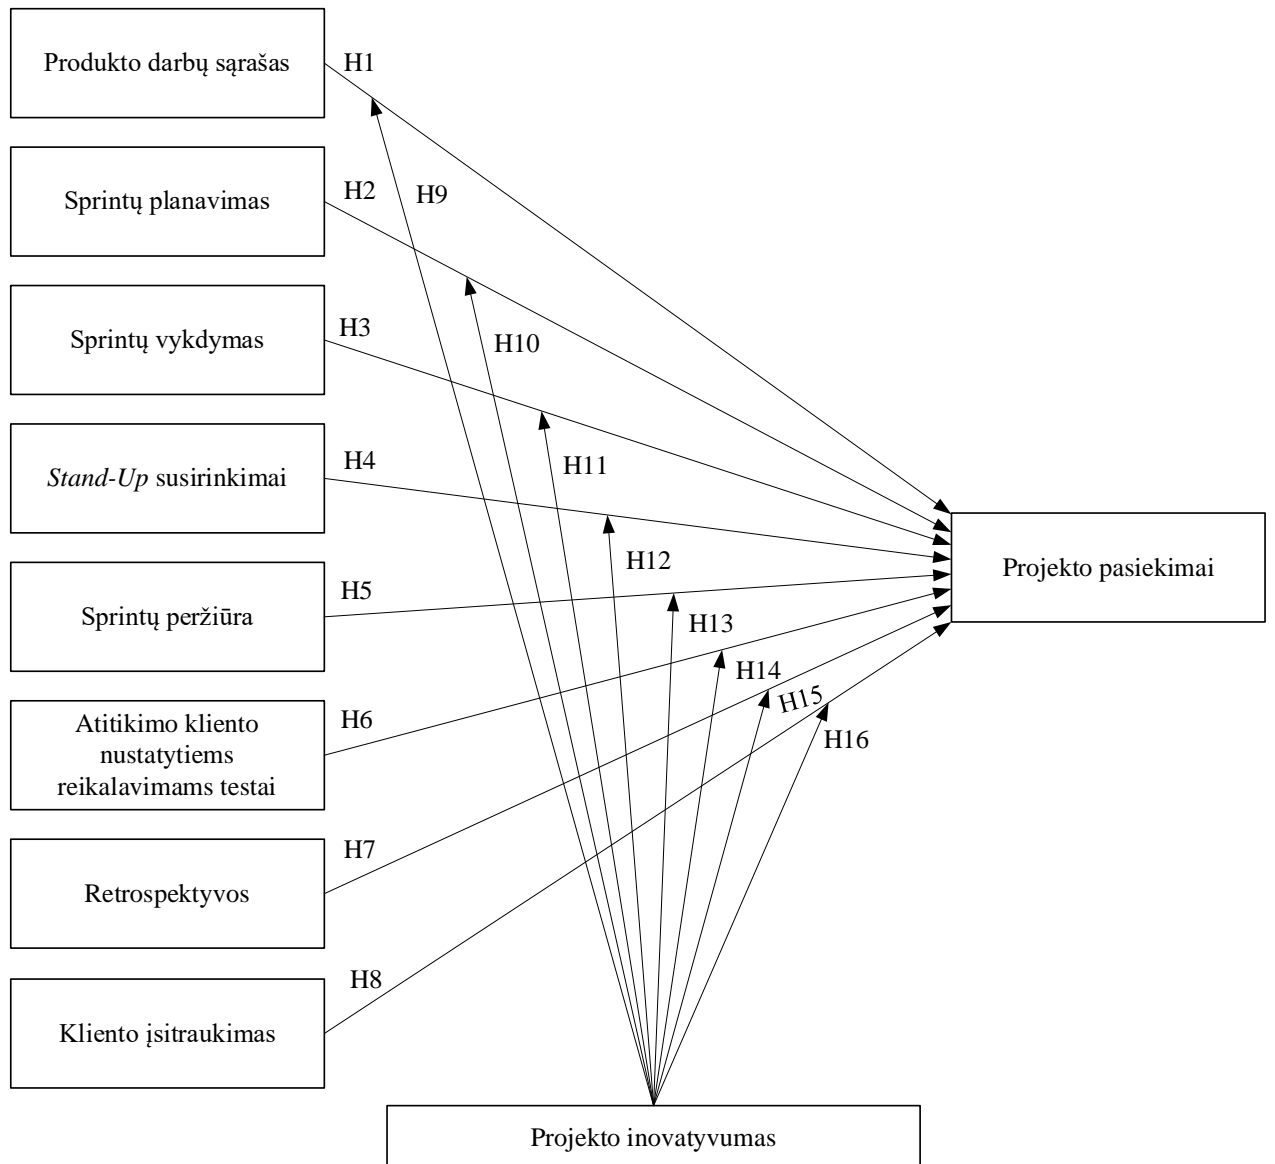 Produkto darbų sąrašas
H1
Sprintų planavimas
H2
H9
Sprintų vykdymas
H3
H10
Stand-Up susirinkimai
H4
H11
H12
Projekto pasiekimai
Sprintų peržiūra
H5
H13
H14
H15
H16
Atitikimo kliento
nustatytiems
reikalavimams testai
H6
Retrospektyvos
H7
Kliento įsitraukimas
H8
Projekto inovatyvumas